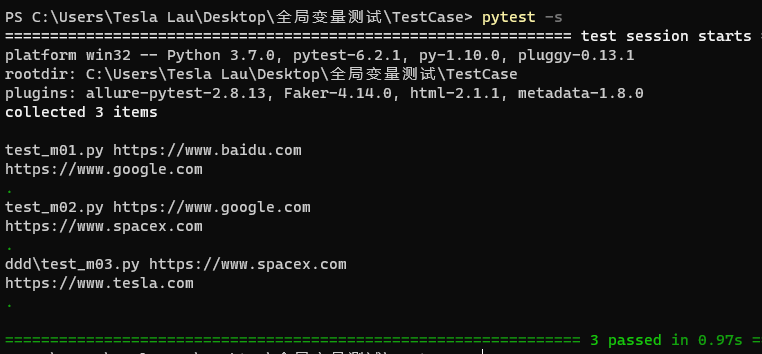 PS C:\Users\Tesla Lau\Desktop\全局变量测试\TestCase> pytest -s
================================================================= test session starts =
platform win32 -- Python 3.7.0, pytest-6.2.1, py-1.10.0, pluggy-0.13.1
rootdir: C:\Users\Tesla Lau\Desktop\全局变量测试\TestCase
plugins: allure-pytest-2.8.13, Faker-4.14.0, html-2.1.1, metadata-1.8.0
collected 3 items
test_m01.py https://www.baidu.com
https://www.google.com
.
test_m02.py https://www.google.com
https://www.spacex.com
.
ddd\test_m03.py https://www.spacex.com
https://www.tesla.com
.
================================================================== 3 passed in 0.97s =